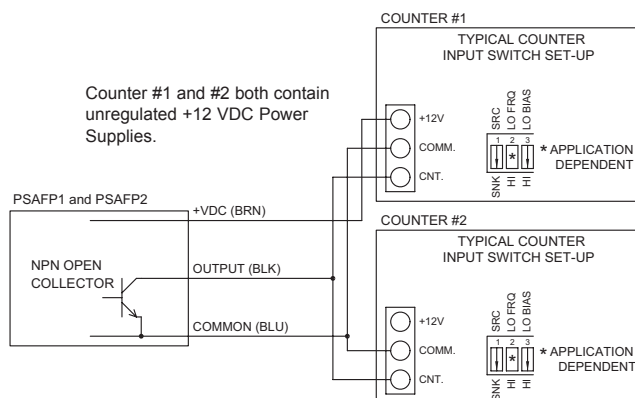 COUNTER #1
TYPICAL COUNTER
INPUT SWITCH SET-UP
Counter #1 and #2 both contain
unregulated +12 VDC Power
Supplies.
+12V
COMM.
CNT.
SRC
LO FRQ
LO BIAS
1 2 3
*
SNK
HI
HI
* APPLICATION
DEPENDENT
PSAFP1 and PSAFP2
+VDC (BRN)
NPN OPEN
COLLECTOR
OUTPUT (BLK)
COMMON (BLU)
COUNTER #2
TYPICAL COUNTER
INPUT SWITCH SET-UP
+12V
COMM.
CNT.
SRC
LO FRQ
LO BIAS
1 2 3
*
SNK
HI
HI
* APPLICATION
DEPENDENT